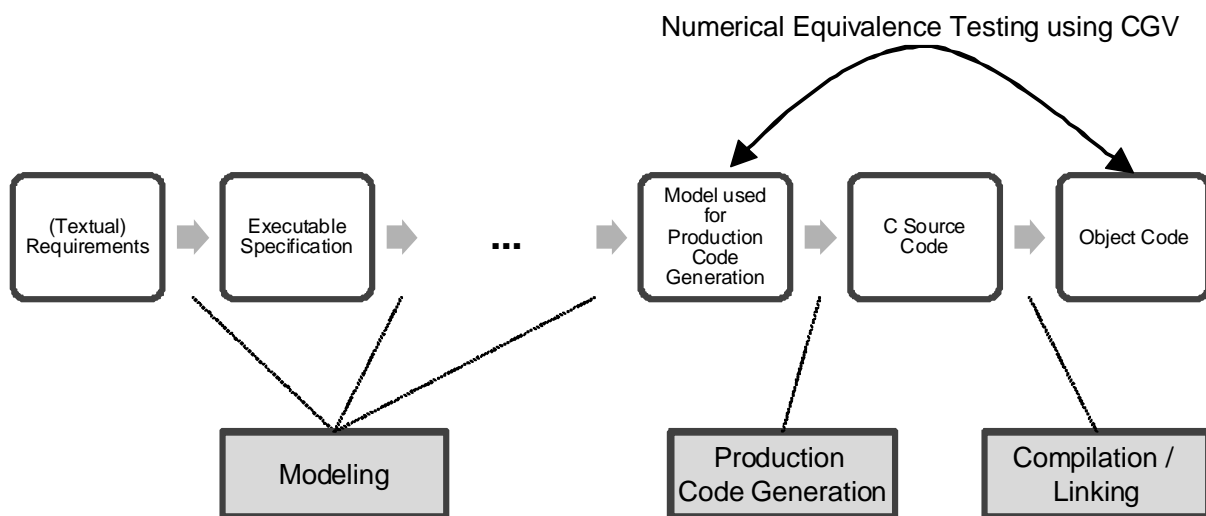 Numerical Equivalence Testing using CGV
(Textual)
Requirements
Executable
Specification
...
Model used
for
Production
Code
Generation
C Source
Code
Object Code
Modeling
Production
Code Generation
Compilation /
Linking